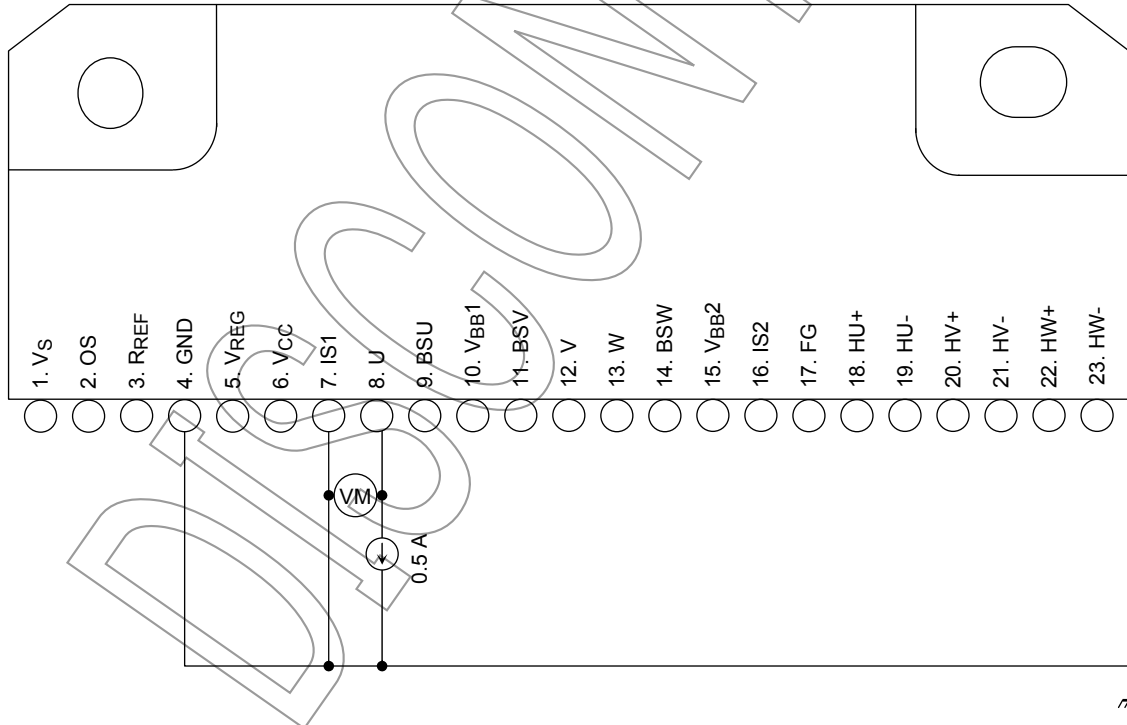 1. VS
2. OS
3. RREF
4. GND
5. VREG
6. VCC
7. IS1
8. U
9. BSU
10. VBB1
11. BSV
12. V
13. W
14. BSW
15. VBB2
16. IS2
17. FG
18. HU+
19. HU-
20. HV+
21. HV-
22. HW+
23. HW-
VM
0.5 A